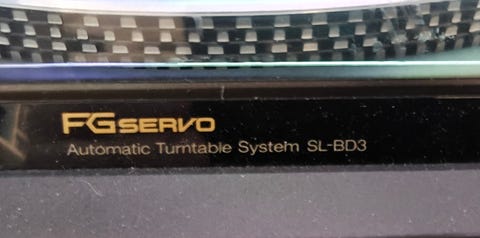 FG SERVO
Automatic Turntable System SL-BD3